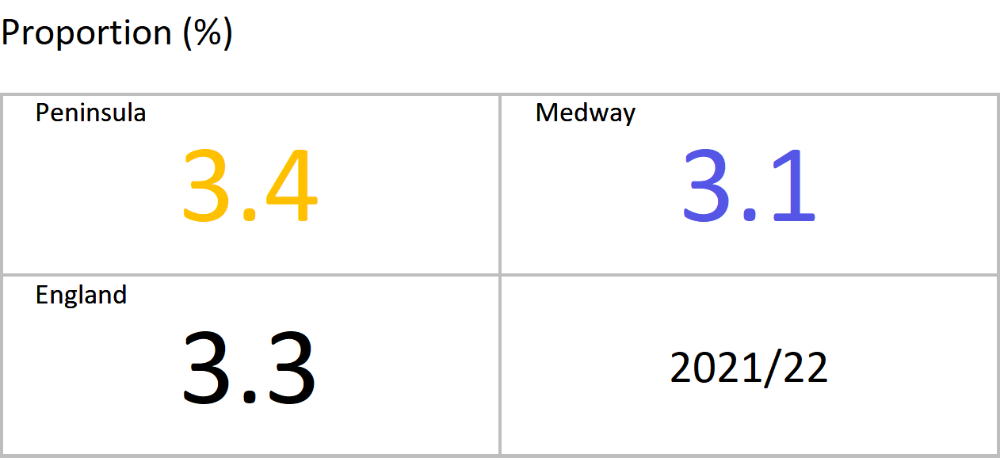 Proportion (%)
Peninsula
3.4
Medway
3.1
England
3.3
2021/22